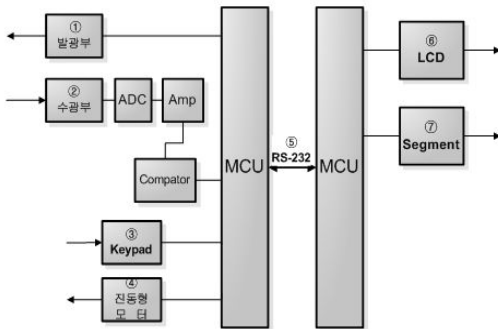 ①
발광부
②
수광부
ADC
Amp
Compator
③
Keypad
④
진동형
모 터
MCU
⑤
RS-232
MCU
⑥
LCD
⑦
Segment